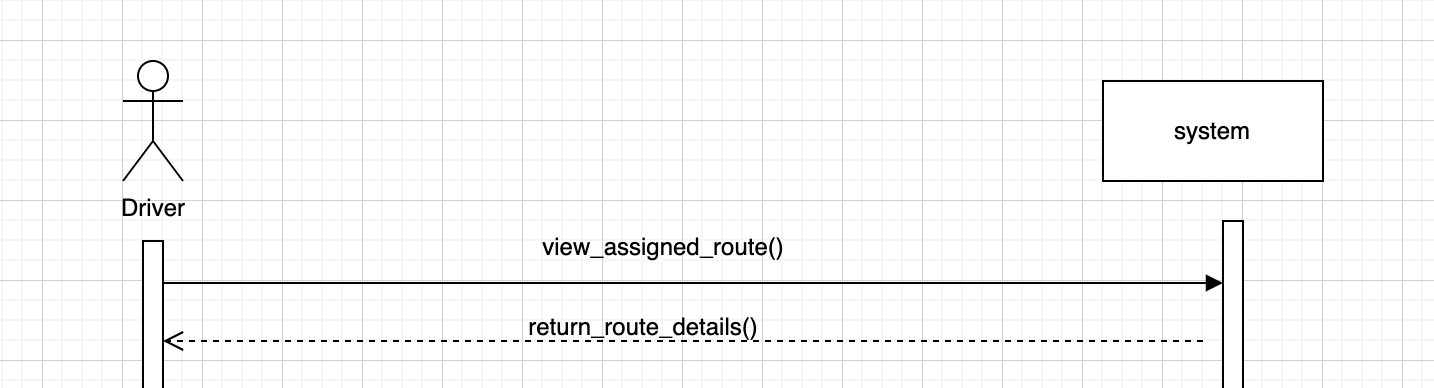 system
Driver
view_assigned_route()
return_route_details()